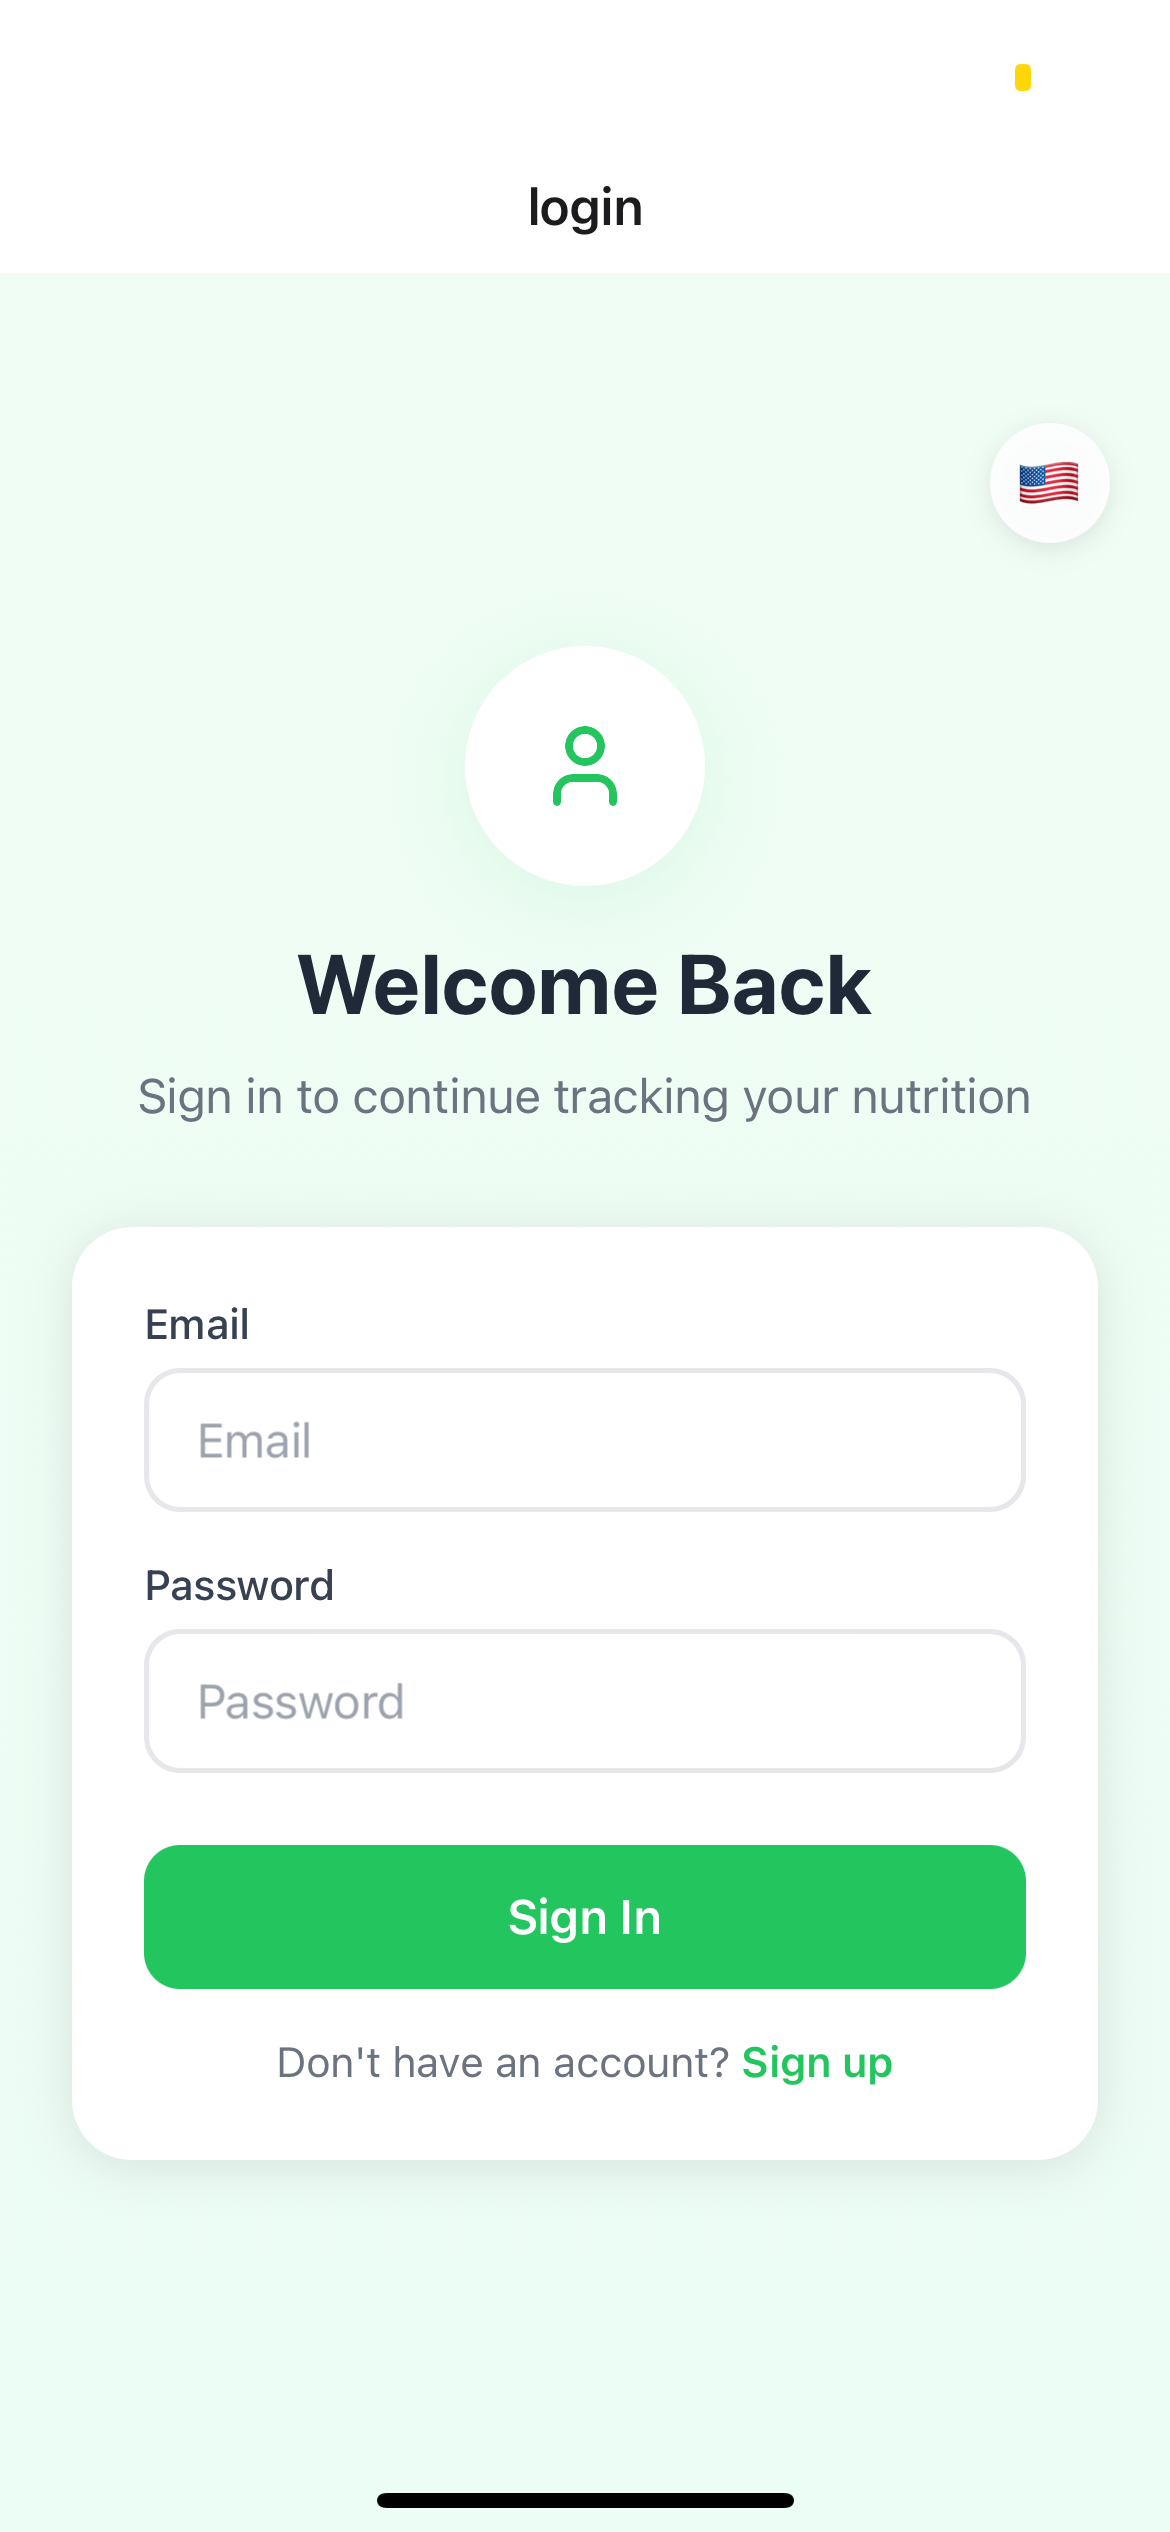 login
Welcome Back
Sign in to continue tracking your nutrition
Email
Email
Password
Password
Sign In
Don't have an account? Sign up